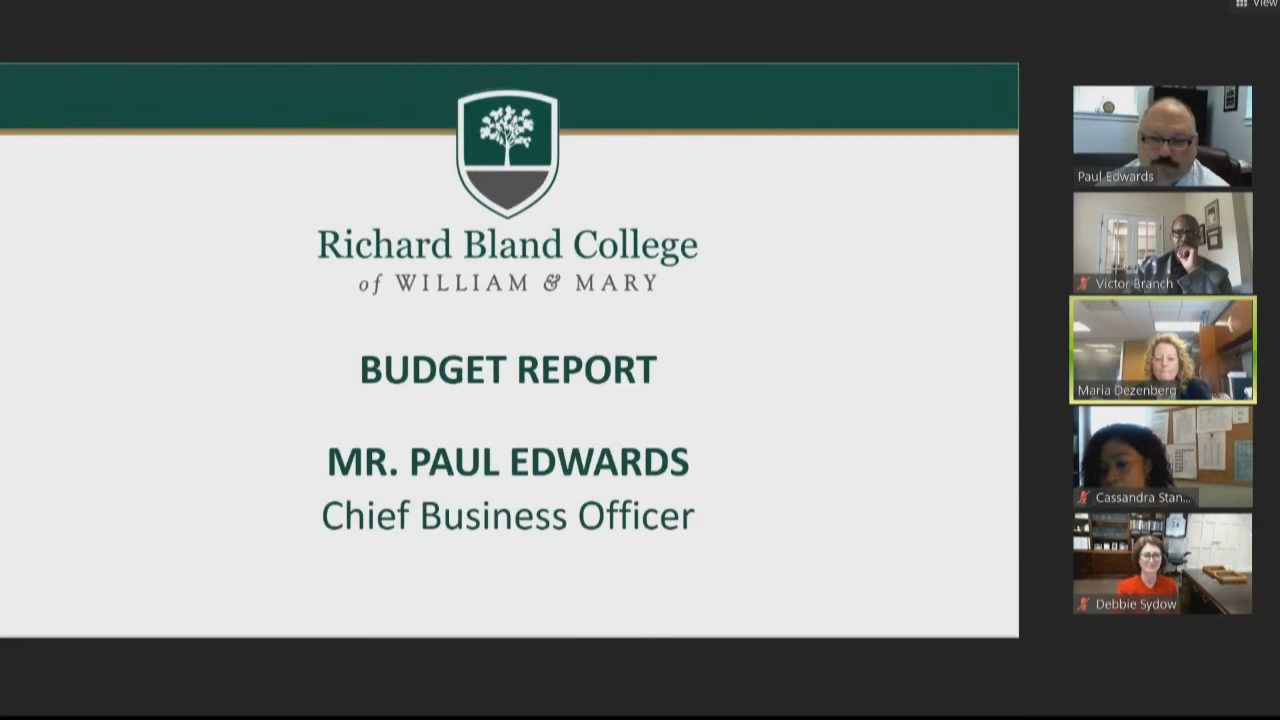 View
Richard Bland College
of WILLIAM & MARY
BUDGET REPORT
MR. PAUL EDWARDS
Chief Business Officer
Paul Edwards
Victor Branch
Maria Dezenberg
Cassandra Stan...
Debbie Sydow